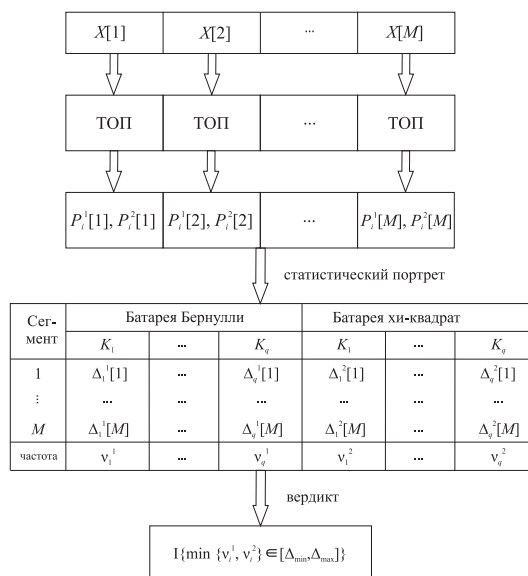 X[1] X[2] ... X[M]
ТОП ТОП ... ТОП
P_i^1[1], P_i^2[1] P_i^1[2], P_i^2[2] ... P_i^1[M], P_i^2[M]
статистический портрет
Сег-
мент
Батарея Бернулли Батарея хи-квадрат
K_1 ... K_q K_1 ... K_q
1 Δ_1^1[1] ... Δ_q^1[1] Δ_1^2[1] ... Δ_q^2[1]
⋮ ... ... ... ... ... ...
M Δ_1^1[M] ... Δ_q^1[M] Δ_1^2[M] ... Δ_q^2[M]
частота ν_1^1 ... ν_q^1 ν_1^2 ... ν_q^2
вердикт
I{min {ν_i^1, ν_i^2} ∈ [Δ_min, Δ_max]}